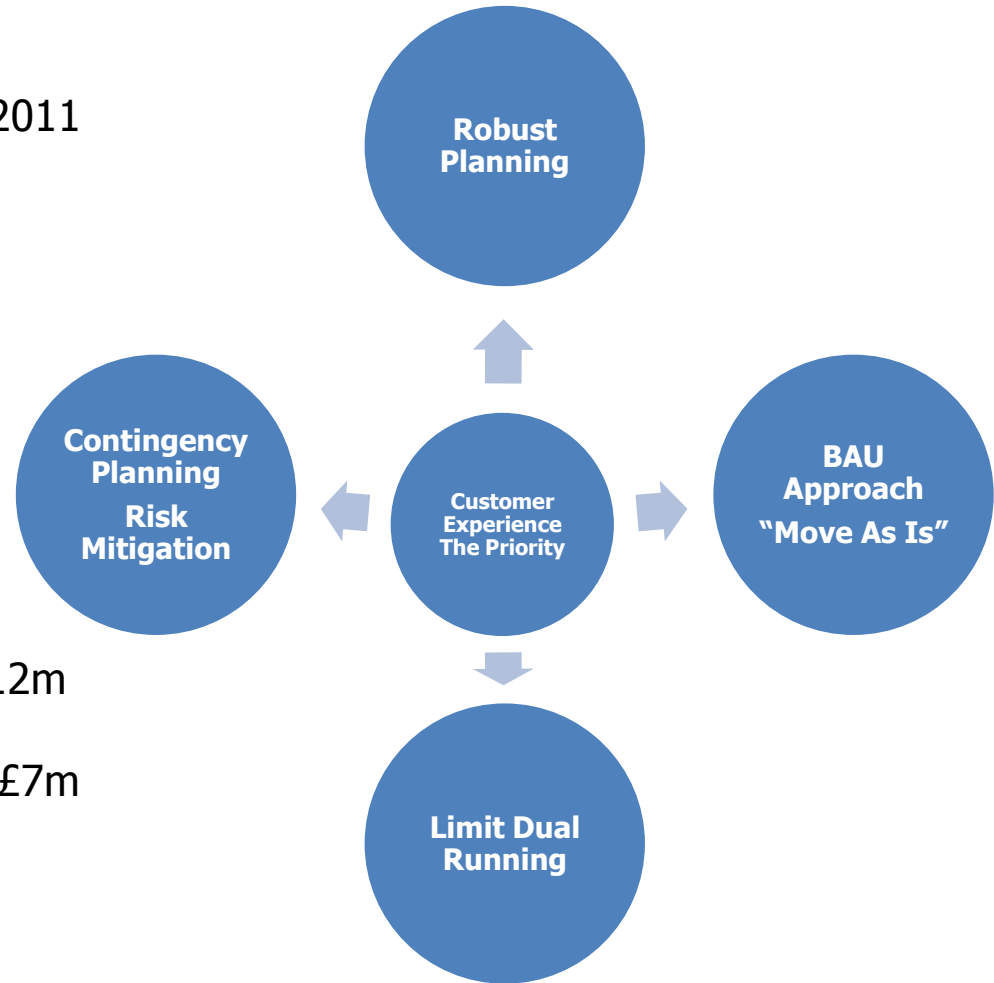 2011
Robust
Planning
Contingency
Planning
Risk
Mitigation
Customer
Experience
The Priority
BAU
Approach
“Move As Is”
.2m
£7m
Limit Dual
Running